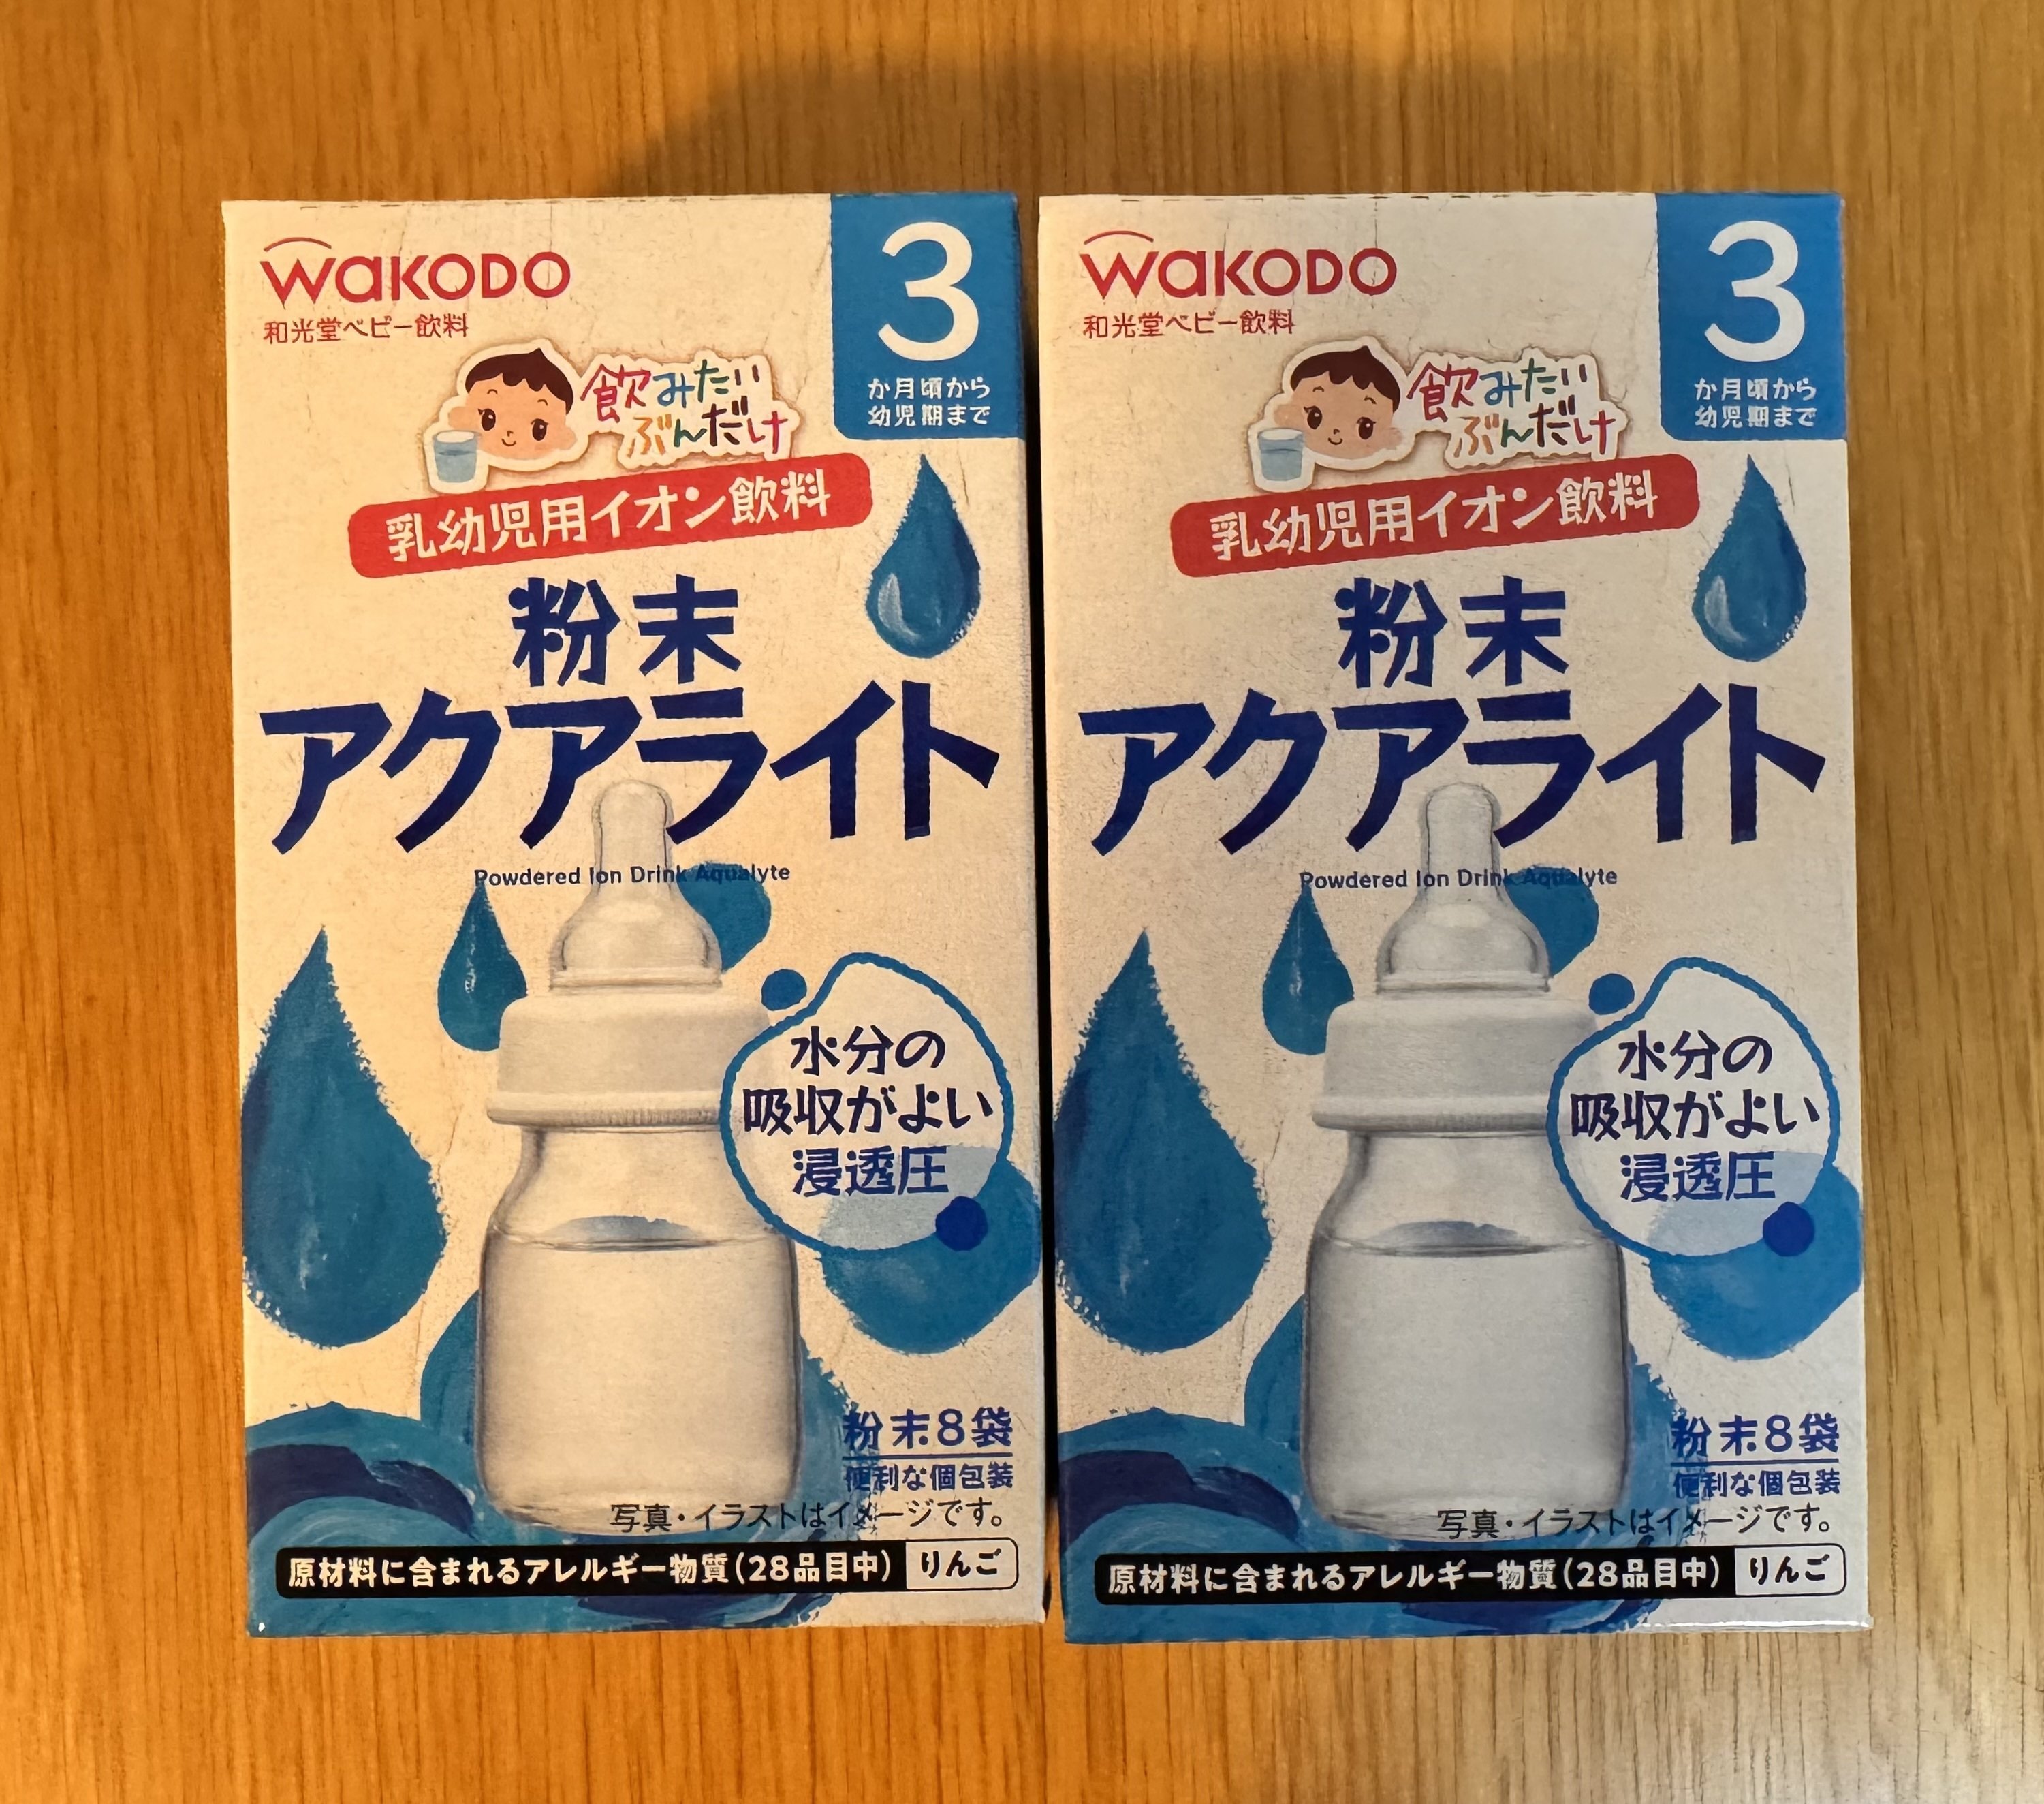 WAKODO
和光堂ベビー飲料
3
か月頃から
幼児期まで
飲みたい
ぶんだけ
乳幼児用イオン飲料
粉末
アクアライト
Powdered Ion Drink Aqualyte
水分の
吸収がよい
浸透圧
粉末8袋
便利な個包装
写真・イラストはイメージです。
原材料に含まれるアレルギー物質(28品目中) りんご
WAKODO
和光堂ベビー飲料
3
か月頃から
幼児期まで
飲みたい
ぶんだけ
乳幼児用イオン飲料
粉末
アクアライト
Powdered Ion Drink Aqualyte
水分の
吸収がよい
浸透圧
粉末8袋
便利な個包装
写真・イラストはイメージです。
原材料に含まれるアレルギー物質(28品目中) りんご